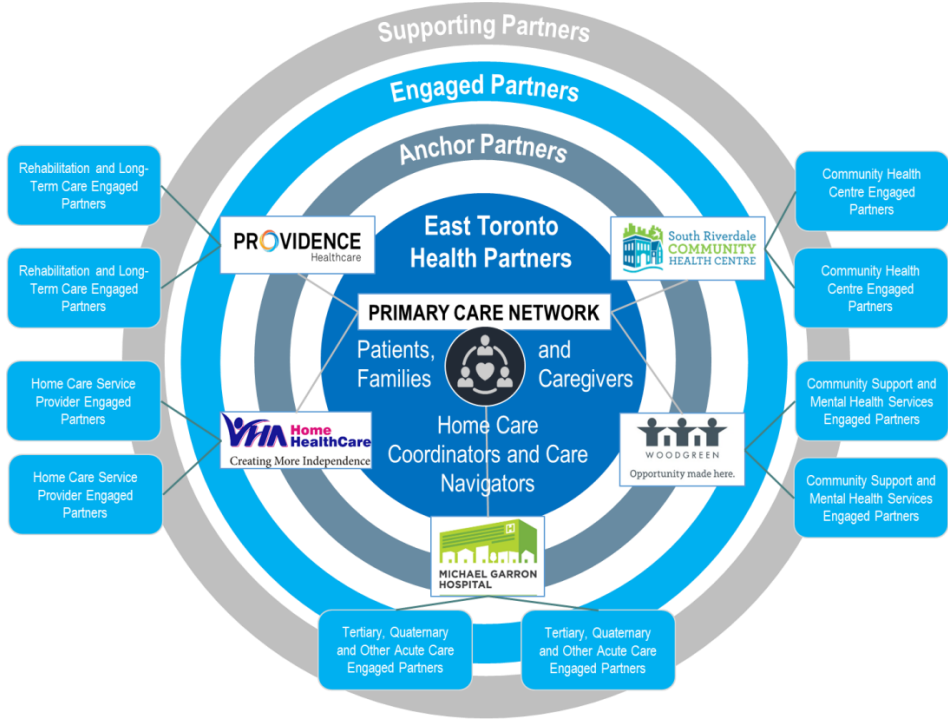 Supporting Partners
Engaged Partners
Anchor Partners
East Toronto
Health Partners
PRIMARY CARE NETWORK
Patients,
Families
and
Caregivers
Home Care
Coordinators and Care
Navigators
Rehabilitation and Long-
Term Care Engaged
Partners
Rehabilitation and Long-
Term Care Engaged
Partners
PROVIDENCE
Healthcare
Home Care Service
Provider Engaged
Partners
Home Care Service
Provider Engaged
Partners
VHA Home
HealthCare
Creating More Independence
Community Health
Centre Engaged
Partners
Community Health
Centre Engaged
Partners
South Riverdale
COMMUNITY
HEALTH CENTRE
Community Support and
Mental Health Services
Engaged Partners
Community Support and
Mental Health Services
Engaged Partners
WOODGREEN
Opportunity made here.
H
MICHAEL GARRON
HOSPITAL
Tertiary, Quaternary
and Other Acute Care
Engaged Partners
Tertiary, Quaternary
and Other Acute Care
Engaged Partners